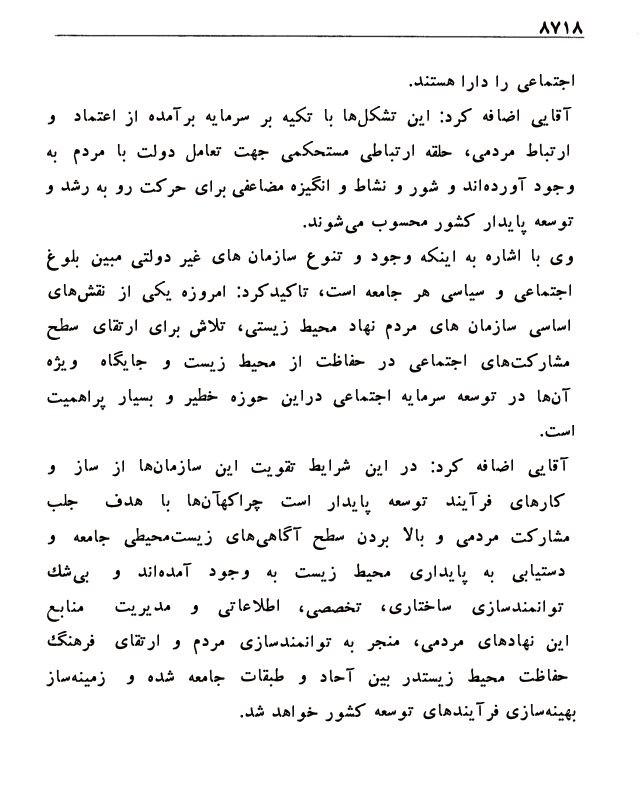 ۸۷۱۸
اجتماعی را دارا هستند.
آقایی اضافه کرد: این تشکل‌ها با تکیه بر سرمایه برآمده از اعتماد و
ارتباط مردمی، حلقه ارتباطی مستحکمی جهت تعامل دولت با مردم به
وجود آورده‌اند و شور و نشاط و انگیزه مضاعفی برای حرکت رو به رشد و
توسعه پایدار کشور محسوب می‌شوند.
وی با اشاره به اینکه وجود و تنوع سازمان های غیر دولتی مبین بلوغ
اجتماعی و سیاسی هر جامعه است، تاکیدکرد: امروزه یکی از نقش‌های
اساسی سازمان های مردم نهاد محیط زیستی، تلاش برای ارتقای سطح
مشارکت‌های اجتماعی در حفاظت از محیط زیست و جایگاه ویژه
آن‌ها در توسعه سرمایه اجتماعی دراین حوزه خطیر و بسیار پراهمیت
است.
آقایی اضافه کرد: در این شرایط تقویت این سازمان‌ها از ساز و
کارهای فرآیند توسعه پایدار است چراکهآن‌ها با هدف جلب
مشارکت مردمی و بالا بردن سطح آگاهی‌های زیست‌محیطی جامعه و
دستیابی به پایداری محیط زیست به وجود آمده‌اند و بی‌شك
توانمندسازی ساختاری، تخصصی، اطلاعاتی و مدیریت منابع
این نهادهای مردمی، منجر به توانمندسازی مردم و ارتقای فرهنگ
حفاظت محیط زیستدر بین آحاد و طبقات جامعه شده و زمینه‌ساز
بهینه‌سازی فرآیندهای توسعه کشور خواهد شد.